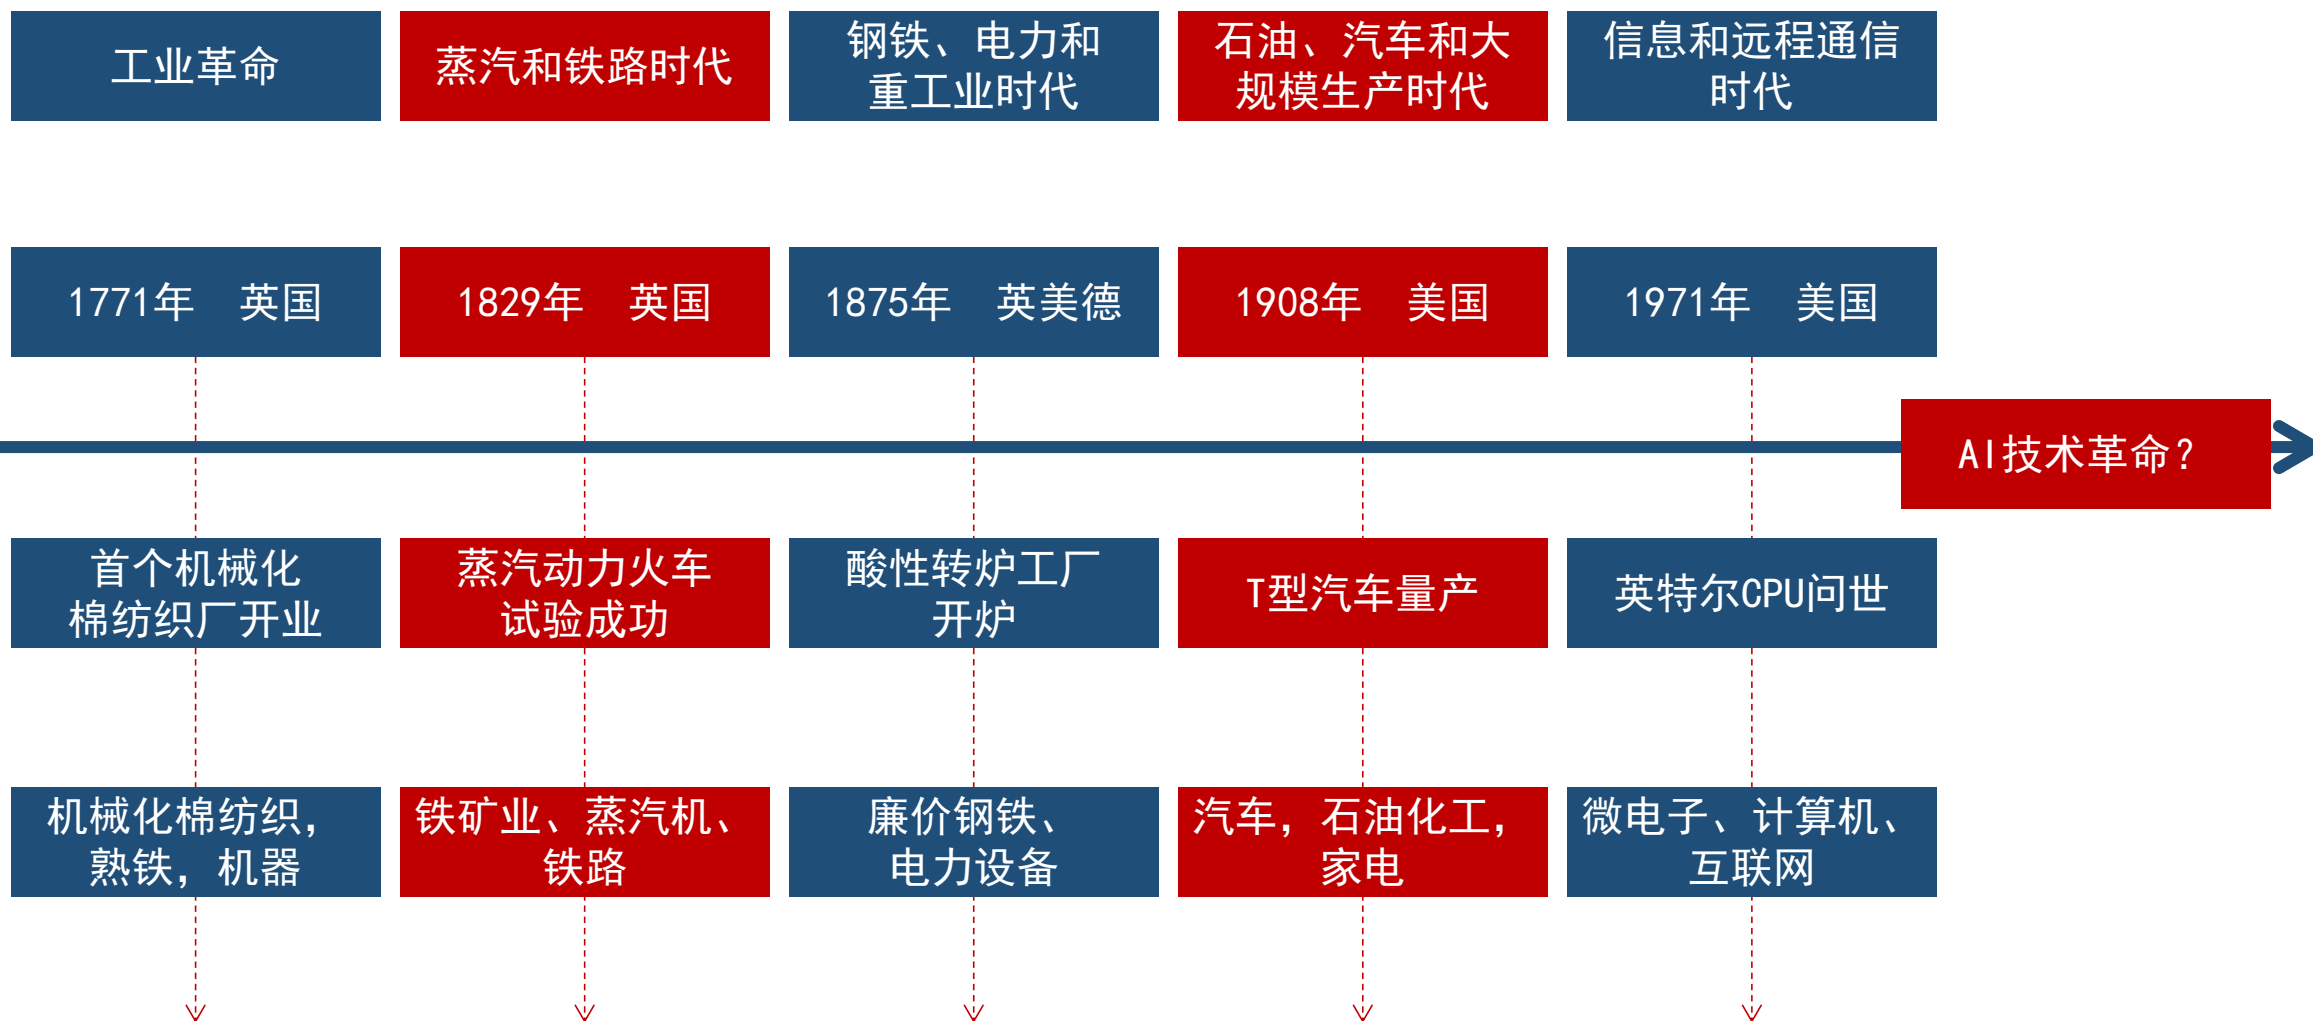 工业革命
蒸汽和铁路时代
钢铁、电力和
重工业时代
石油、汽车和大
规模生产时代
信息和远程通信
时代
1771年　英国
1829年　英国
1875年　英美德
1908年　美国
1971年　美国
AI技术革命？
首个机械化
棉纺织厂开业
蒸汽动力火车
试验成功
酸性转炉工厂
开炉
T型汽车量产
英特尔CPU问世
机械化棉纺织，
熟铁，机器
铁矿业、蒸汽机、
铁路
廉价钢铁、
电力设备
汽车，石油化工，
家电
微电子、计算机、
互联网